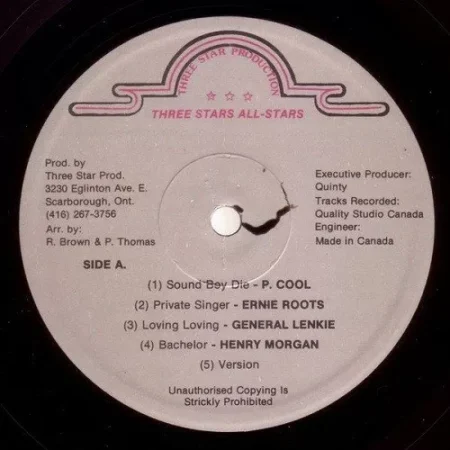 THREE STAR PRODUCTION
THREE STARS ALL-STARS
Prod. by
Three Star Prod.
3230 Eglinton Ave. E.
Scarborough, Ont.
(416) 267-3756
Arr. by:
R. Brown & P. Thomas
Executive Producer:
Quinty
Tracks Recorded:
Quality Studio Canada
Engineer:
Made in Canada
SIDE A.
(1) Sound Boy Die - P. COOL
(2) Private Singer - ERNIE ROOTS
(3) Loving Loving - GENERAL LENKIE
(4) Bachelor - HENRY MORGAN
(5) Version
Unauthorised Copying Is
Strictly Prohibited